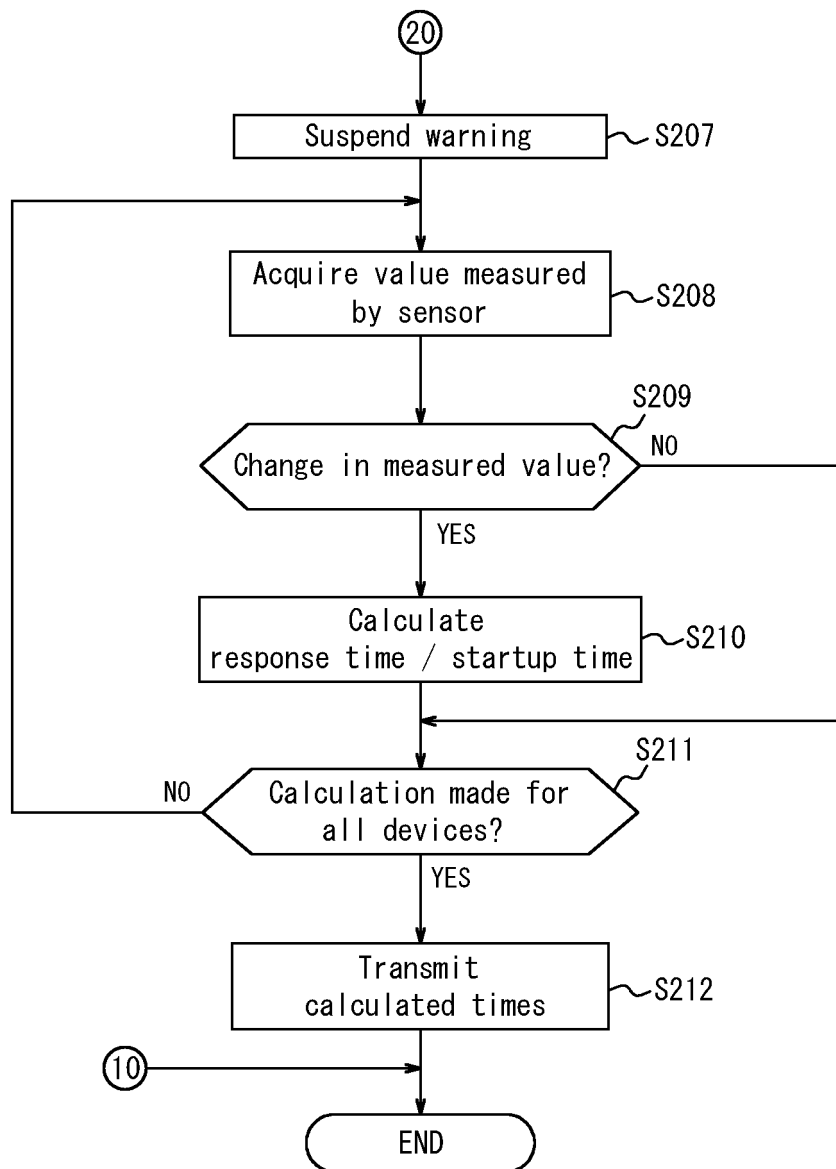 20
Suspend warning
S207
Acquire value measured
by sensor
S208
S209
Change in measured value?
NO
YES
Calculate
response time / startup time
S210
S211
NO
Calculation made for
all devices?
YES
Transmit
calculated times
S212
10
END